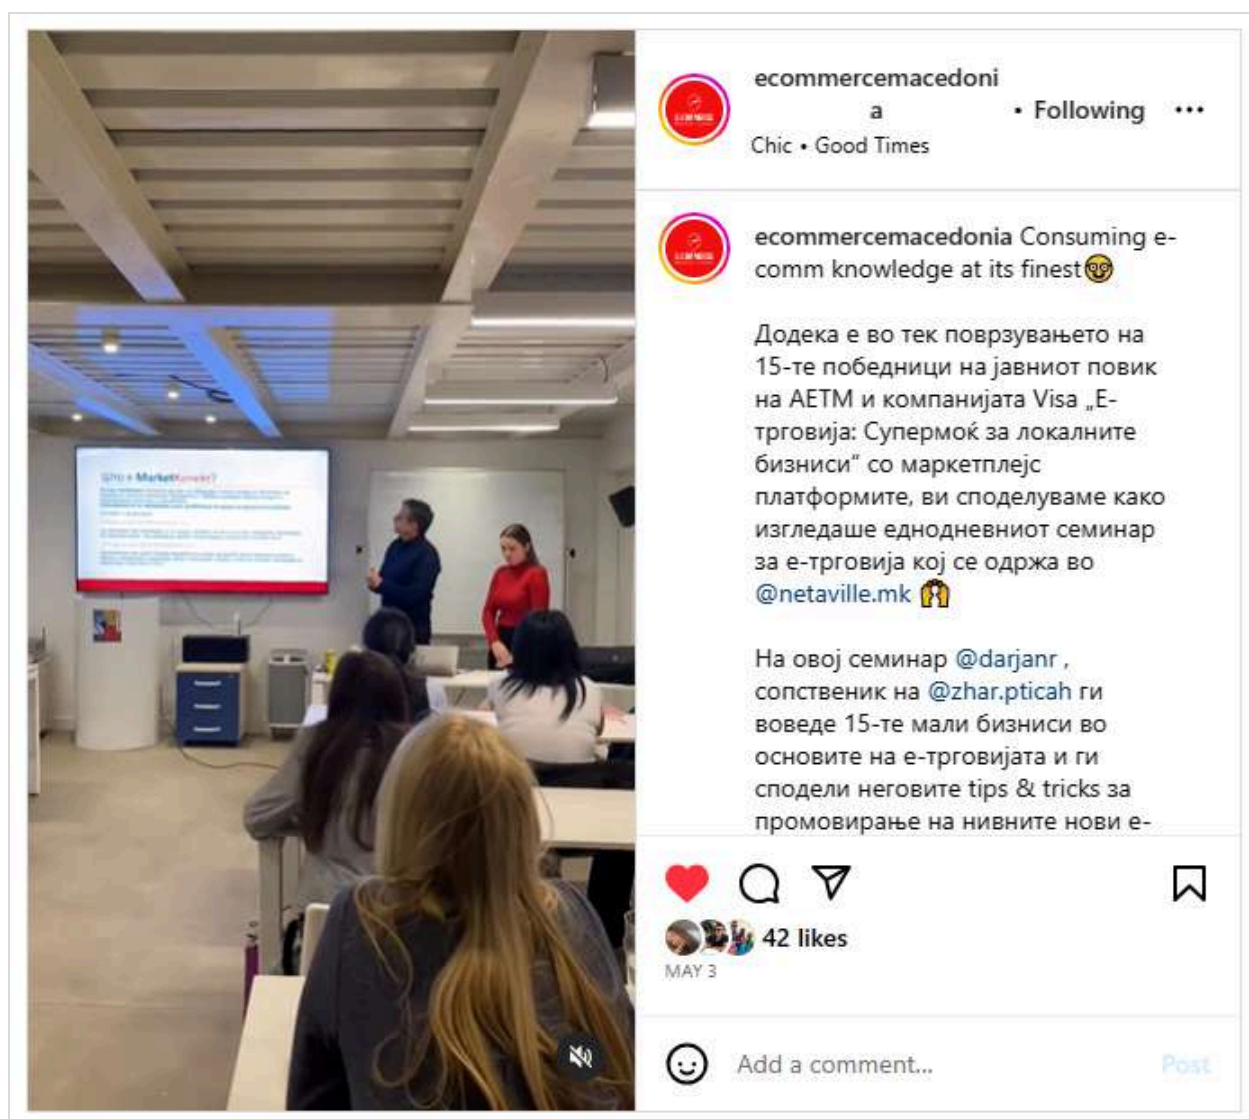 Што е MarketКонект?
ecommercemacedoni
a
• Following
Chic • Good Times
ecommercemacedonia Consuming e-
comm knowledge at its finest🤓
Додека е во тек поврзувањето на
15-те победници на јавниот повик
на АЕТМ и компанијата Visa „Е-
трговија: Супермоќ за локалните
бизниси“ со маркетплејс
платформите, ви споделуваме како
изгледаше еднодневниот семинар
за е-трговија кој се одржа во
@netaville.mk 🙌
На овој семинар @darjanr ,
сопственик на @zhar.pticah ги
воведе 15-те мали бизниси во
основите на е-трговијата и ги
сподели неговите tips & tricks за
промовирање на нивните нови е-
42 likes
MAY 3
Add a comment...
Post